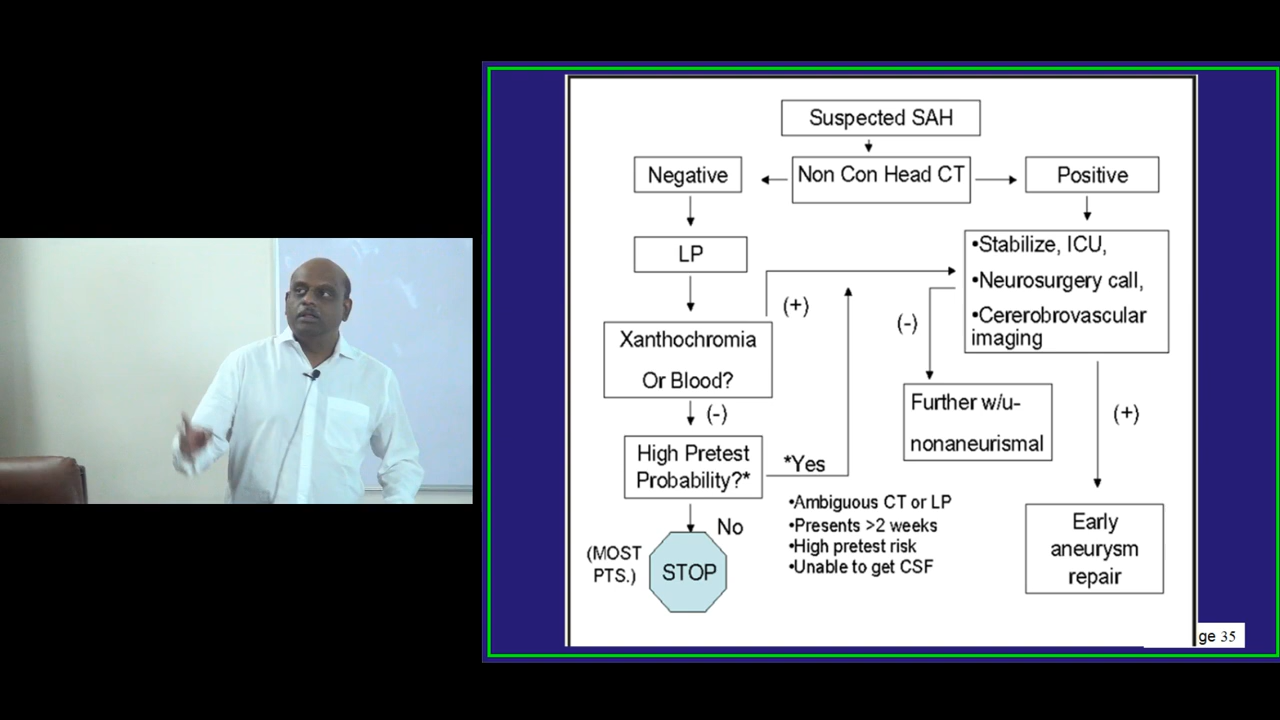 Suspected SAH
Negative
Non Con Head CT
Positive
LP
•Stabilize, ICU,
•Neurosurgery call,
•Cererobrovascular
imaging
(+)
(-)
Xanthochromia
Or Blood?
(-)
Further w/u-
nonaneurismal
(+)
High Pretest
Probability?*
*Yes
•Ambiguous CT or LP
•Presents >2 weeks
•High pretest risk
•Unable to get CSF
No
(MOST
PTS.)
STOP
Early
aneurysm
repair
ge 35